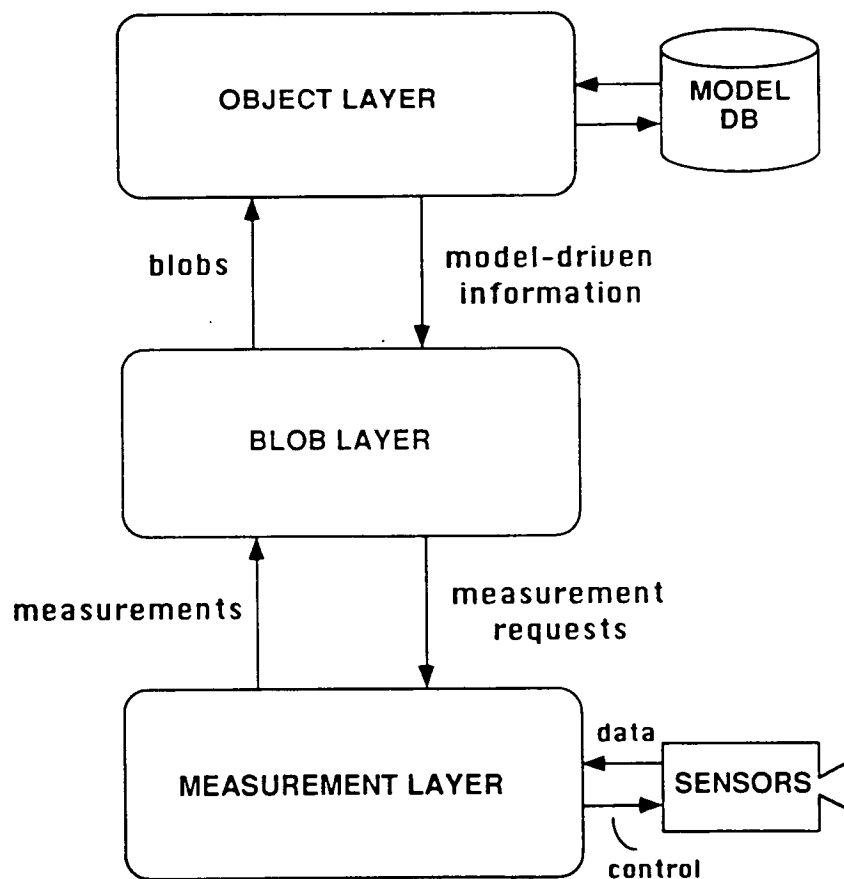 OBJECT LAYER
MODEL
DB
blobs
model-driven
information
BLOB LAYER
measurements
measurement
requests
MEASUREMENT LAYER
data
SENSORS
control